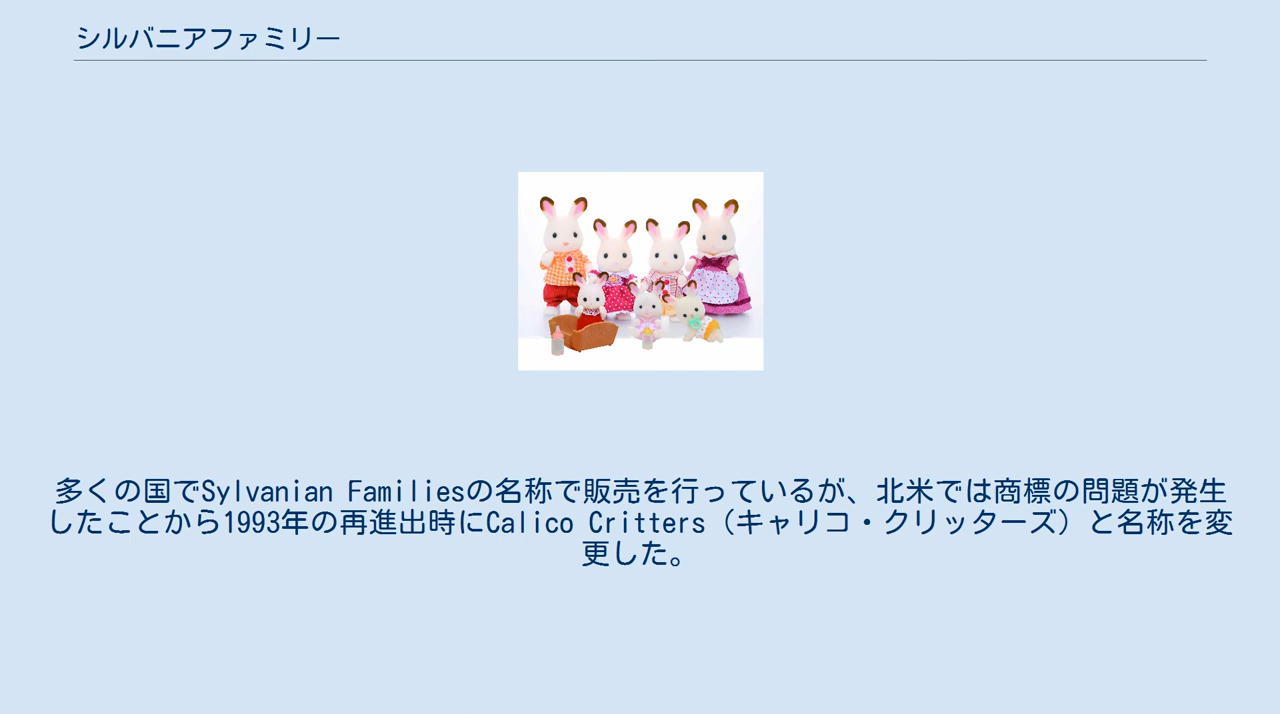 シルバニアファミリー
多くの国でSylvanian Familiesの名称で販売を行っているが、北米では商標の問題が発生
したことから1993年の再進出時にCalico Critters（キャリコ・クリッターズ）と名称を変
更した。